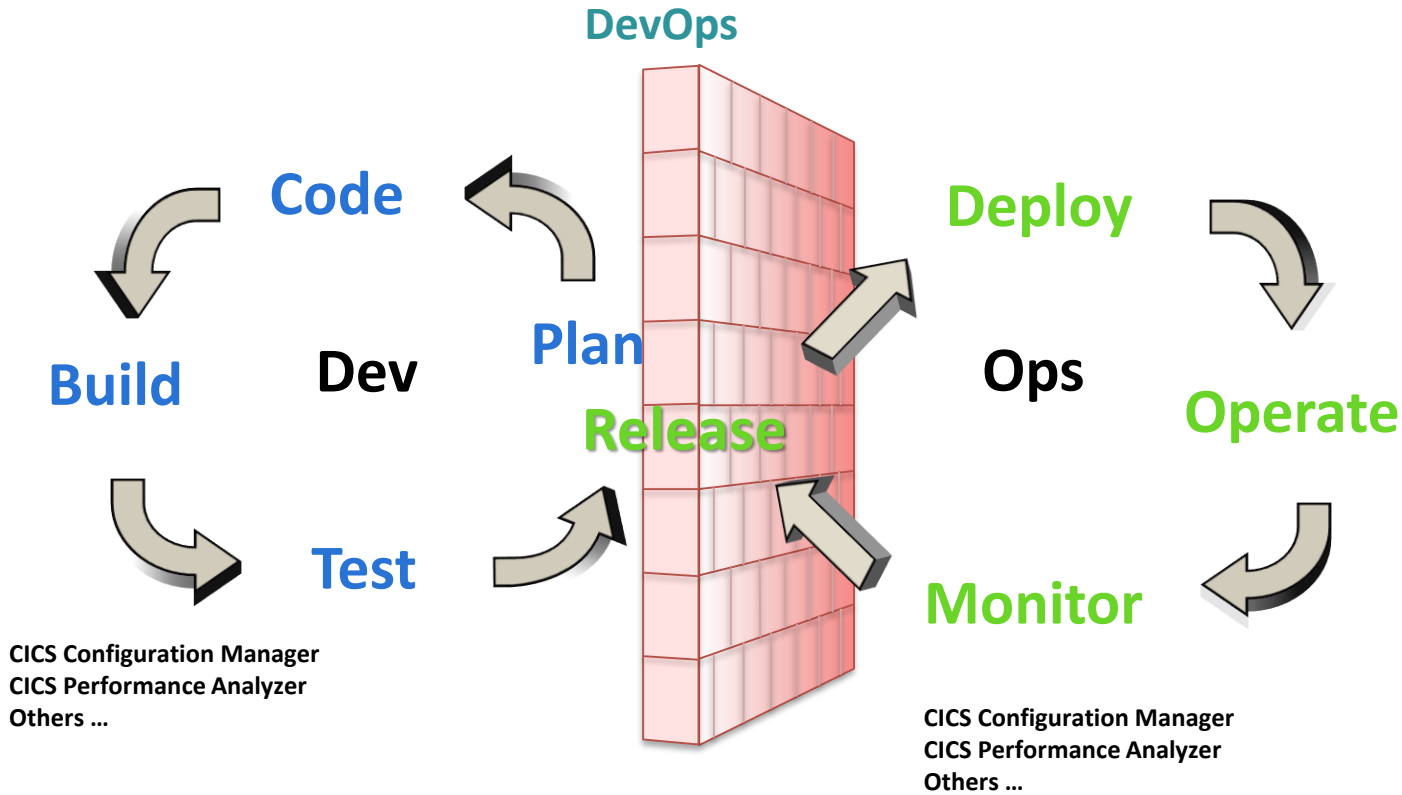 DevOps
Code
Plan
Build
Dev
Test
Release
Deploy
Ops
Operate
Monitor
CICS Configuration Manager
CICS Performance Analyzer
Others …
CICS Configuration Manager
CICS Performance Analyzer
Others …